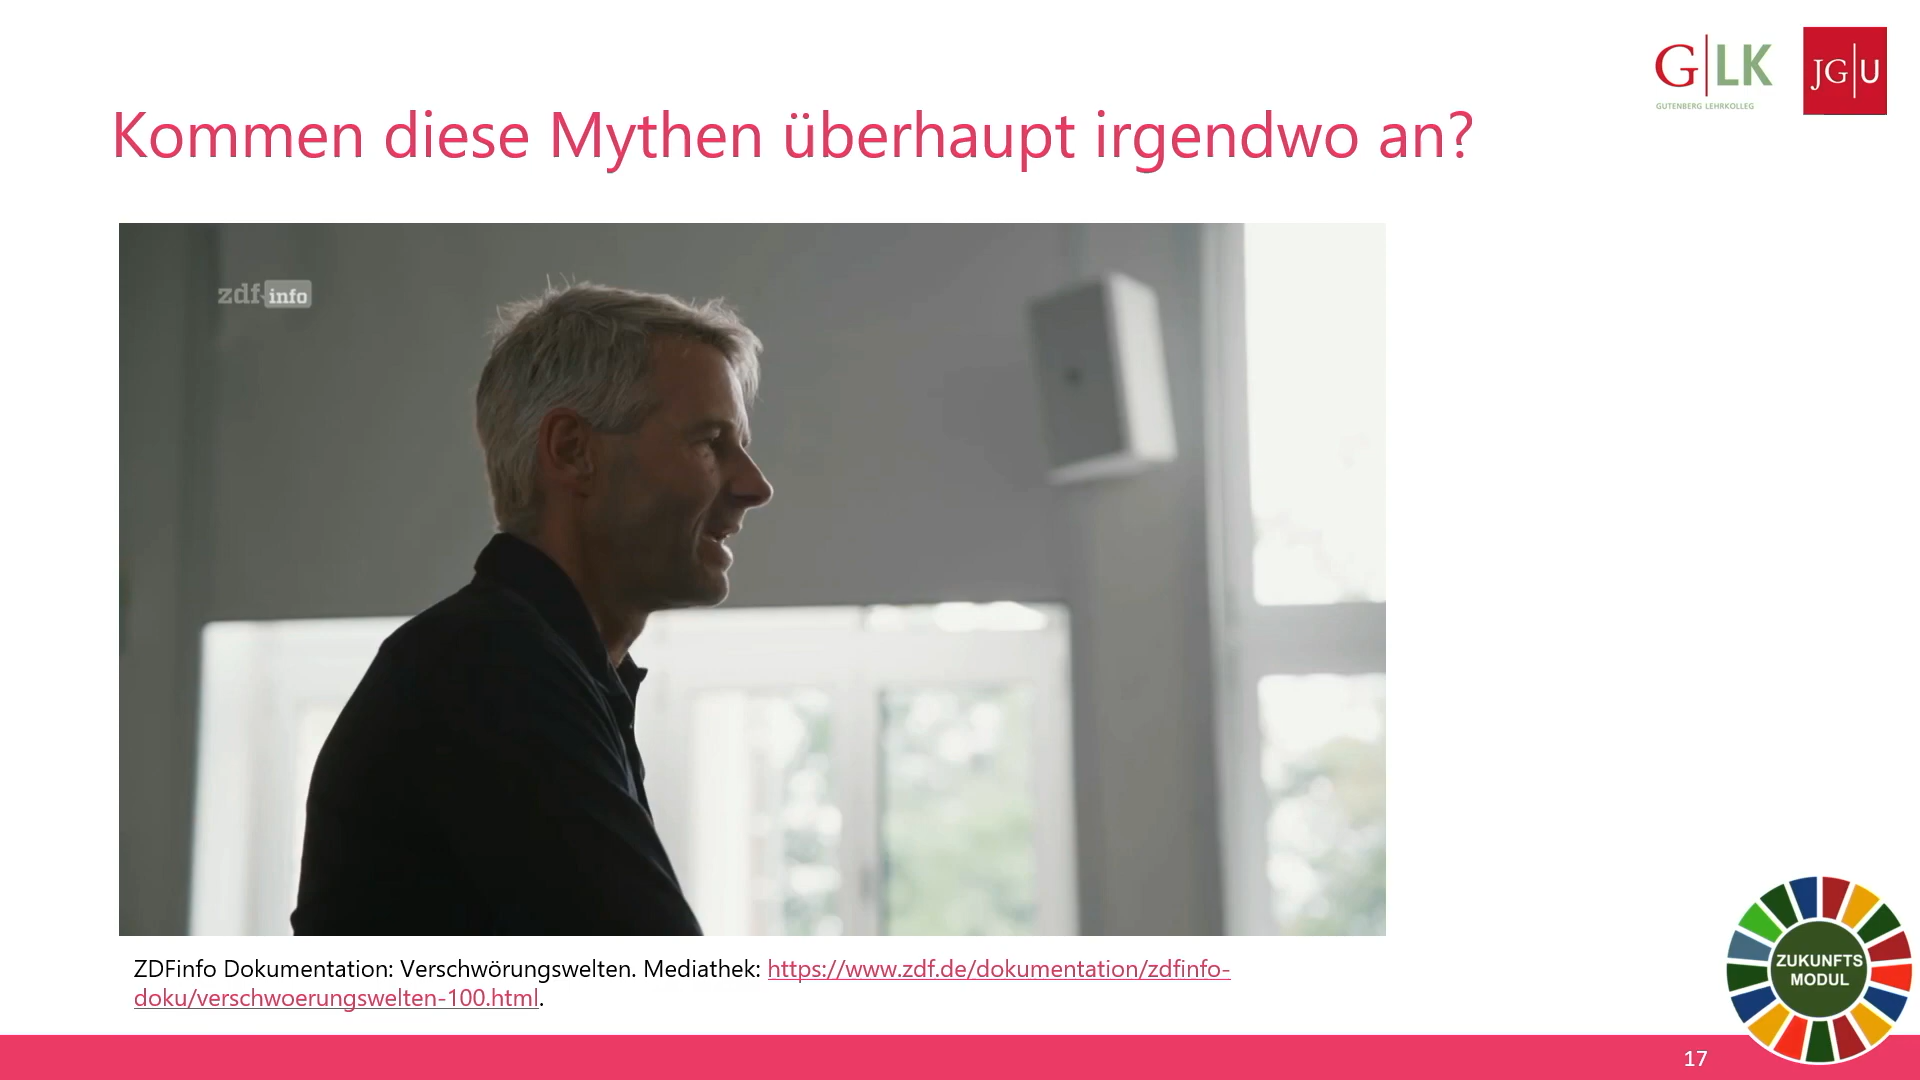 G|LK
GUTENBERG LEHRKOLLEG
JG|U
Kommen diese Mythen überhaupt irgendwo an?
zdf info
ZDFinfo Dokumentation: Verschwörungswelten. Mediathek: https://www.zdf.de/dokumentation/zdfinfo-
doku/verschwoerungswelten-100.html.
ZUKUNFTS
MODUL
17